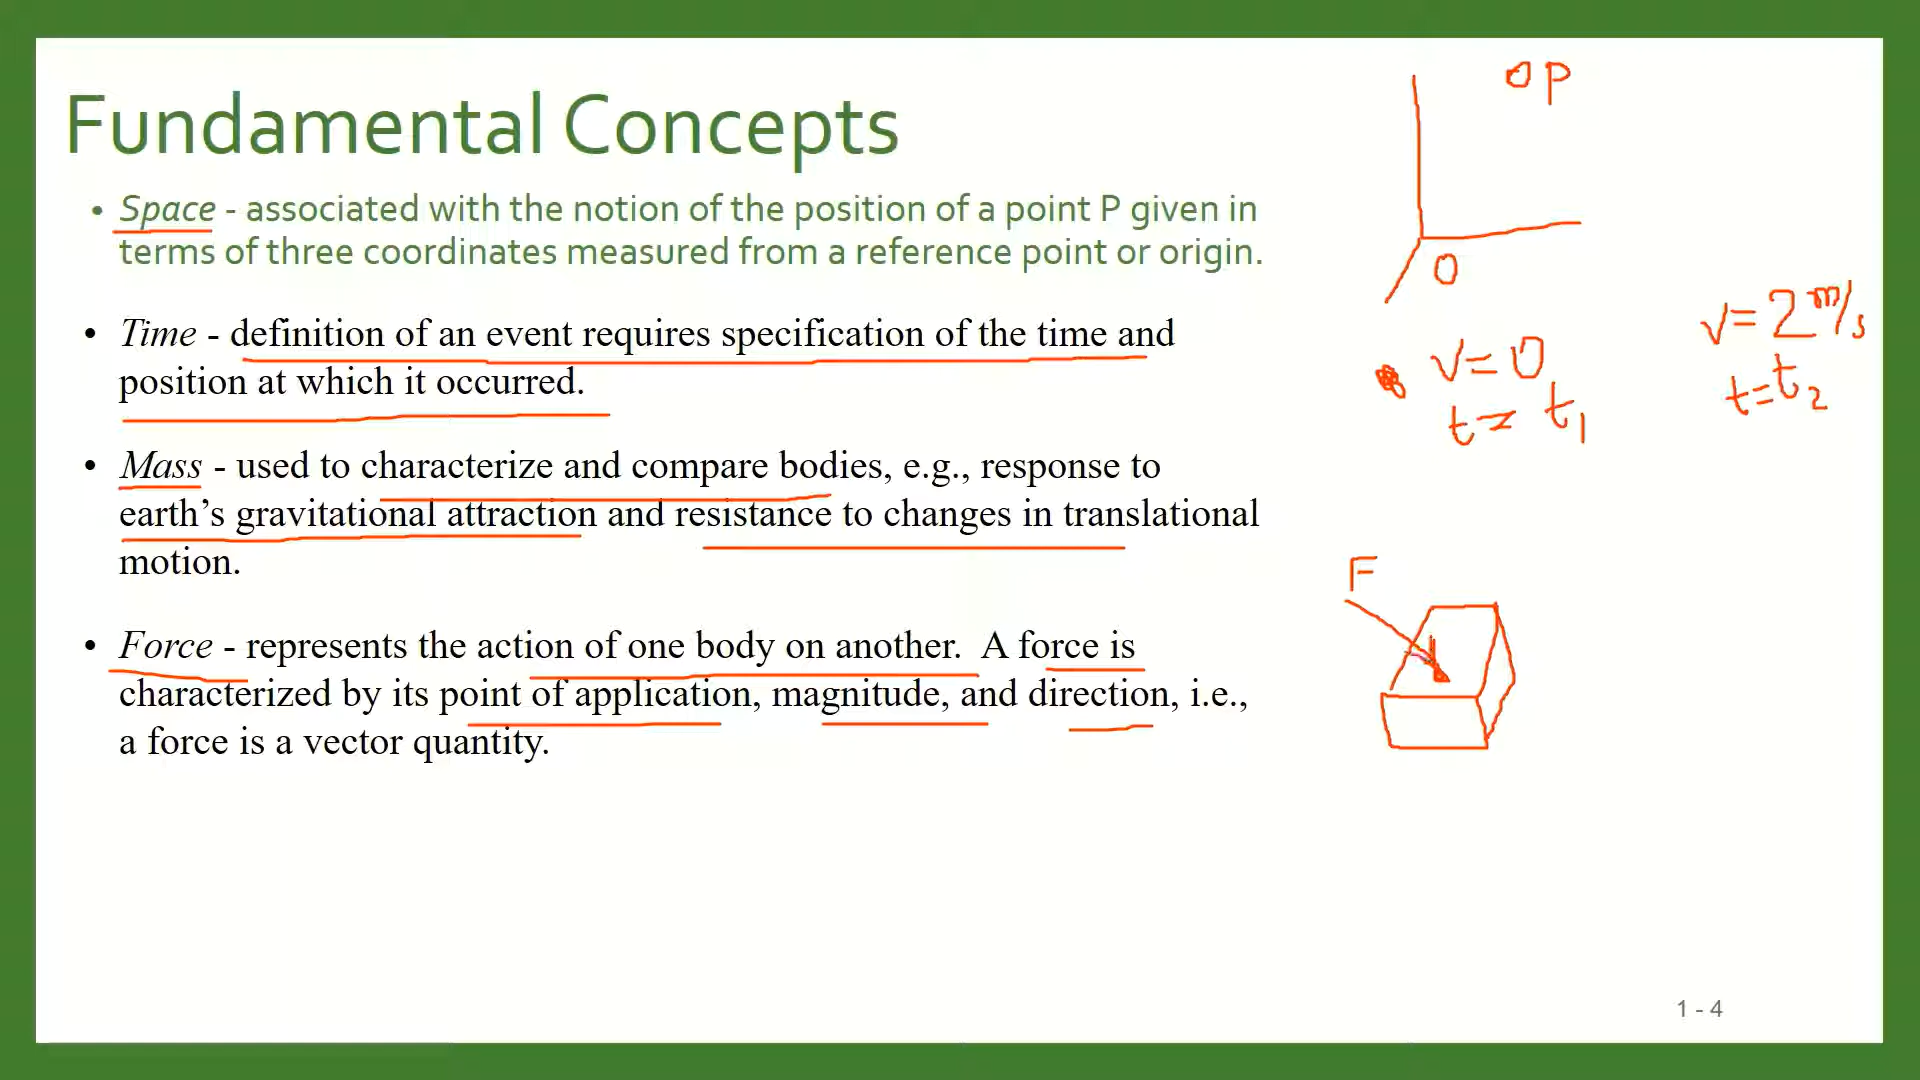 Fundamental Concepts
• Space - associated with the notion of the position of a point P given in
terms of three coordinates measured from a reference point or origin.
• Time - definition of an event requires specification of the time and
position at which it occurred.
• Mass - used to characterize and compare bodies, e.g., response to
earth’s gravitational attraction and resistance to changes in translational
motion.
• Force - represents the action of one body on another.  A force is
characterized by its point of application, magnitude, and direction, i.e.,
a force is a vector quantity.
P
O
v = 0
t = t1
v = 2 m/s
t = t2
F
1 - 4